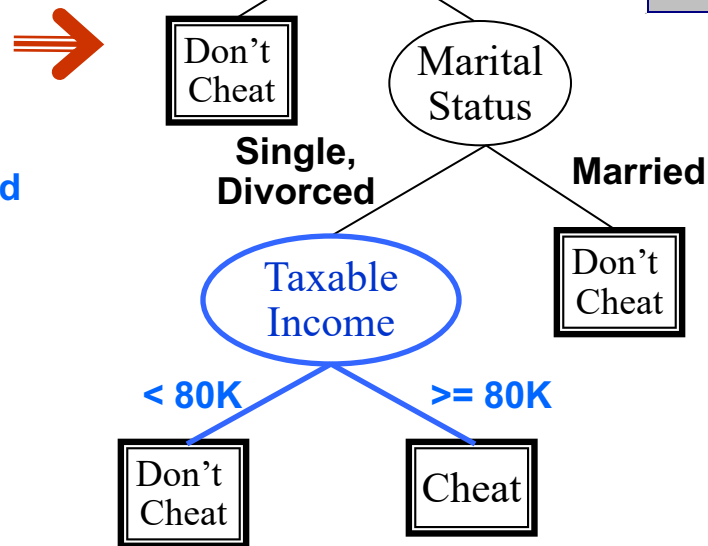 Don’t
Cheat
Marital
Status
Single,
Divorced
Married
d
Taxable
Income
Don’t
Cheat
< 80K
>= 80K
Don’t
Cheat
Cheat